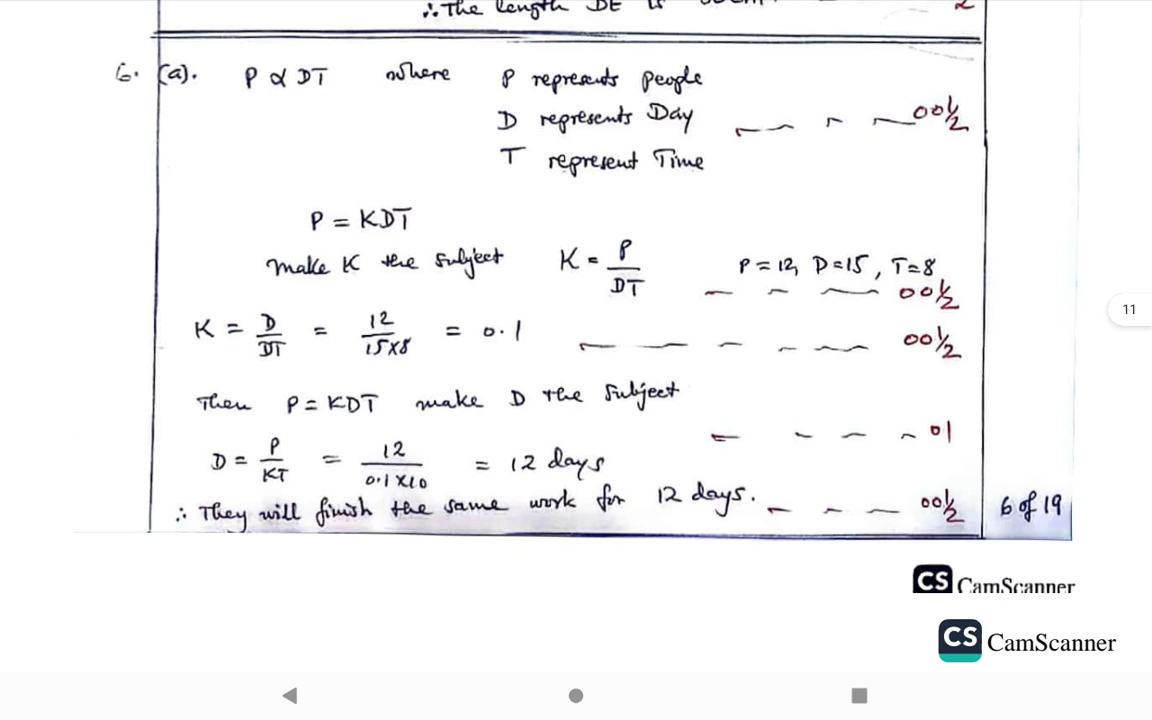 ∴ The length DE is
6. (a). P ∝ DT where P represents people
D represents Day 00½
T represent Time
P = KDT
Make K the subject K = P/DT P = 12, D = 15, T = 8 00½
K = D/DT = 12/15×8 = 0.1 00½
Then P = KDT make D the subject
01
D = P/KT = 12/0.1×10 = 12 days
∴ They will finish the same work for 12 days. 00½ 6 of 19
11
CS CamScanner
CS CamScanner